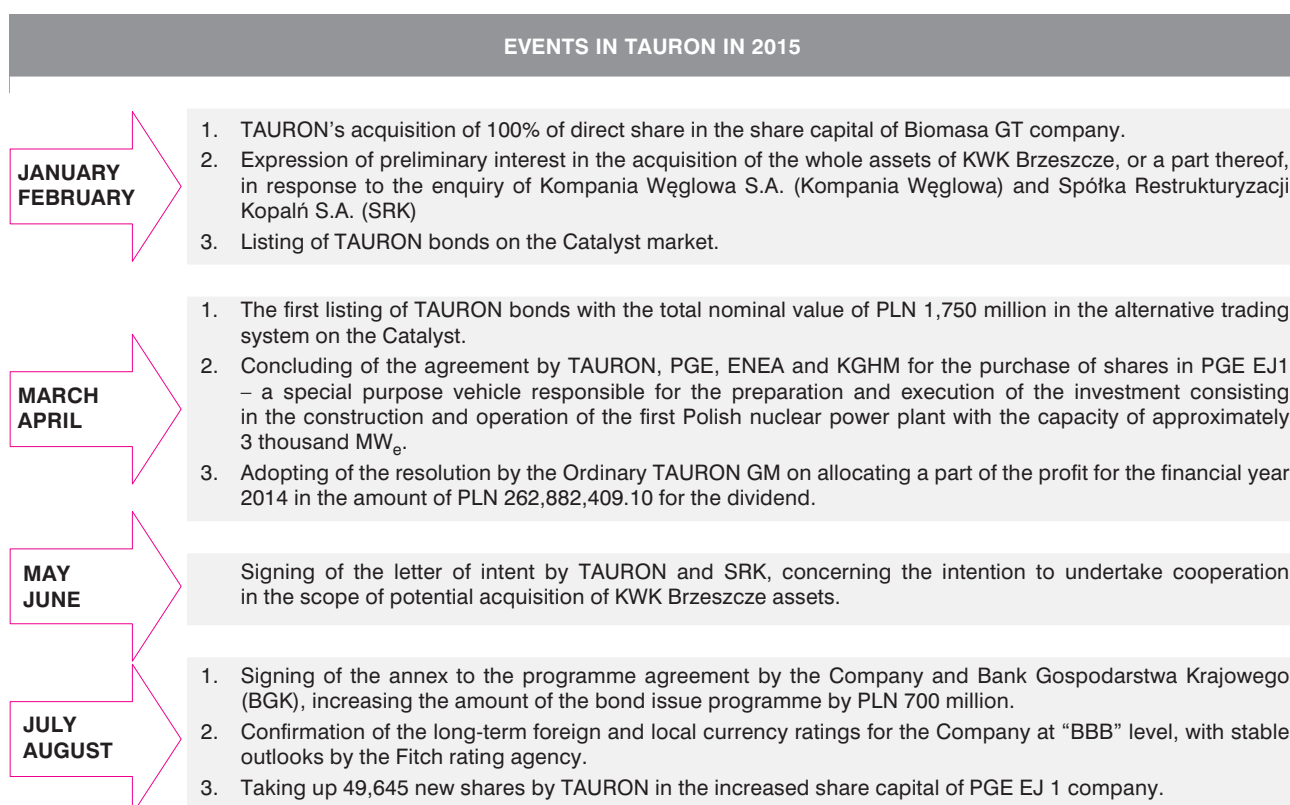 EVENTS IN TAURON IN 2015
JANUARY
FEBRUARY
1. TAURON's acquisition of 100% of direct share in the share capital of Biomasa GT company.
2. Expression of preliminary interest in the acquisition of the whole assets of KWK Brzeszcze, or a part thereof,
in response to the enquiry of Kompania Węglowa S.A. (Kompania Węglowa) and Spółka Restrukturyzacji
Kopalń S.A. (SRK)
3. Listing of TAURON bonds on the Catalyst market.
MARCH
APRIL
1. The first listing of TAURON bonds with the total nominal value of PLN 1,750 million in the alternative trading
system on the Catalyst.
2. Concluding of the agreement by TAURON, PGE, ENEA and KGHM for the purchase of shares in PGE EJ1
– a special purpose vehicle responsible for the preparation and execution of the investment consisting
in the construction and operation of the first Polish nuclear power plant with the capacity of approximately
3 thousand MWe.
3. Adopting of the resolution by the Ordinary TAURON GM on allocating a part of the profit for the financial year
2014 in the amount of PLN 262,882,409.10 for the dividend.
MAY
JUNE
Signing of the letter of intent by TAURON and SRK, concerning the intention to undertake cooperation
in the scope of potential acquisition of KWK Brzeszcze assets.
JULY
AUGUST
1. Signing of the annex to the programme agreement by the Company and Bank Gospodarstwa Krajowego
(BGK), increasing the amount of the bond issue programme by PLN 700 million.
2. Confirmation of the long-term foreign and local currency ratings for the Company at "BBB" level, with stable
outlooks by the Fitch rating agency.
3. Taking up 49,645 new shares by TAURON in the increased share capital of PGE EJ 1 company.